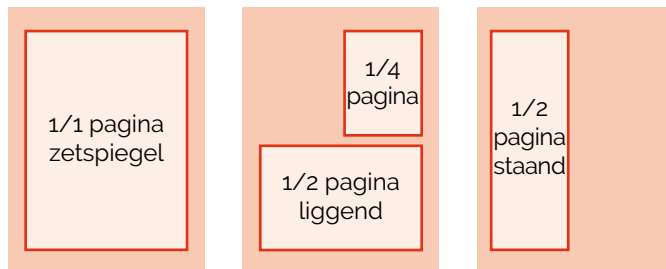 1/1 pagina
zetspiegel
1/4
pagina
1/2 pagina
liggend
1/2
pagina
staand